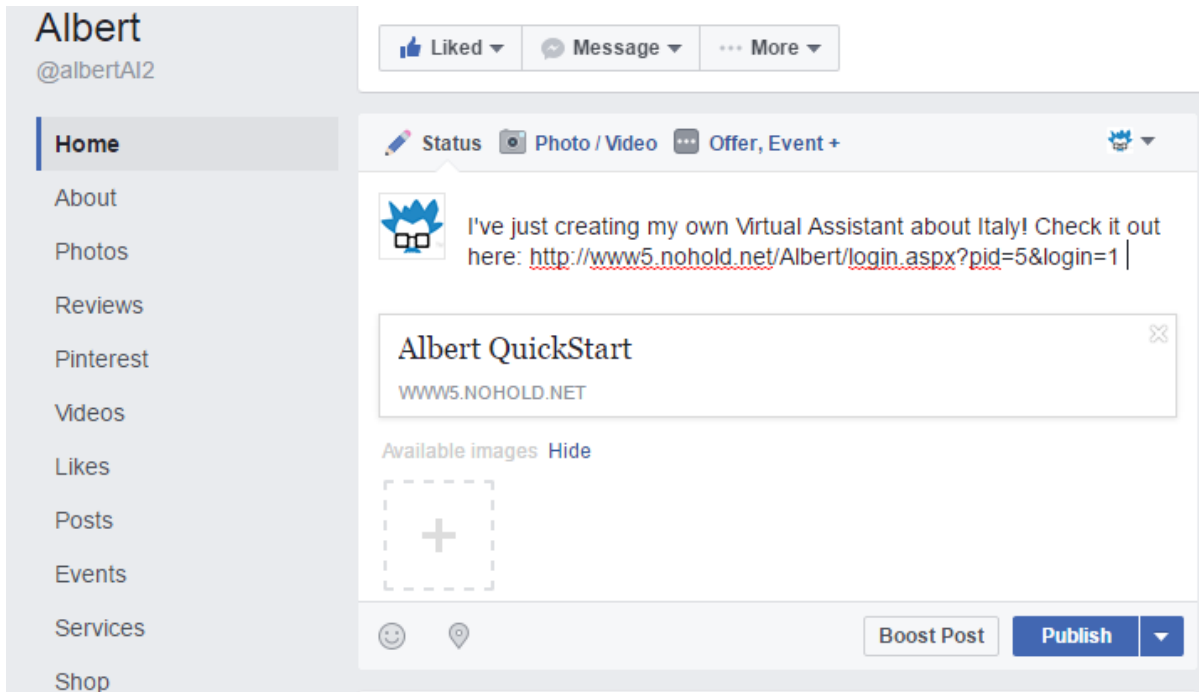 Albert
@albertAI2
Home
About
Photos
Reviews
Pinterest
Videos
Likes
Posts
Events
Services
Shop
Liked
Message
More
Status Photo / Video Offer, Event +
I've just creating my own Virtual Assistant about Italy! Check it out
here: http://www5.nohold.net/Albert/login.aspx?pid=5&login=1
Albert QuickStart
WWW5.NOHOLD.NET
Available images Hide
Boost Post Publish